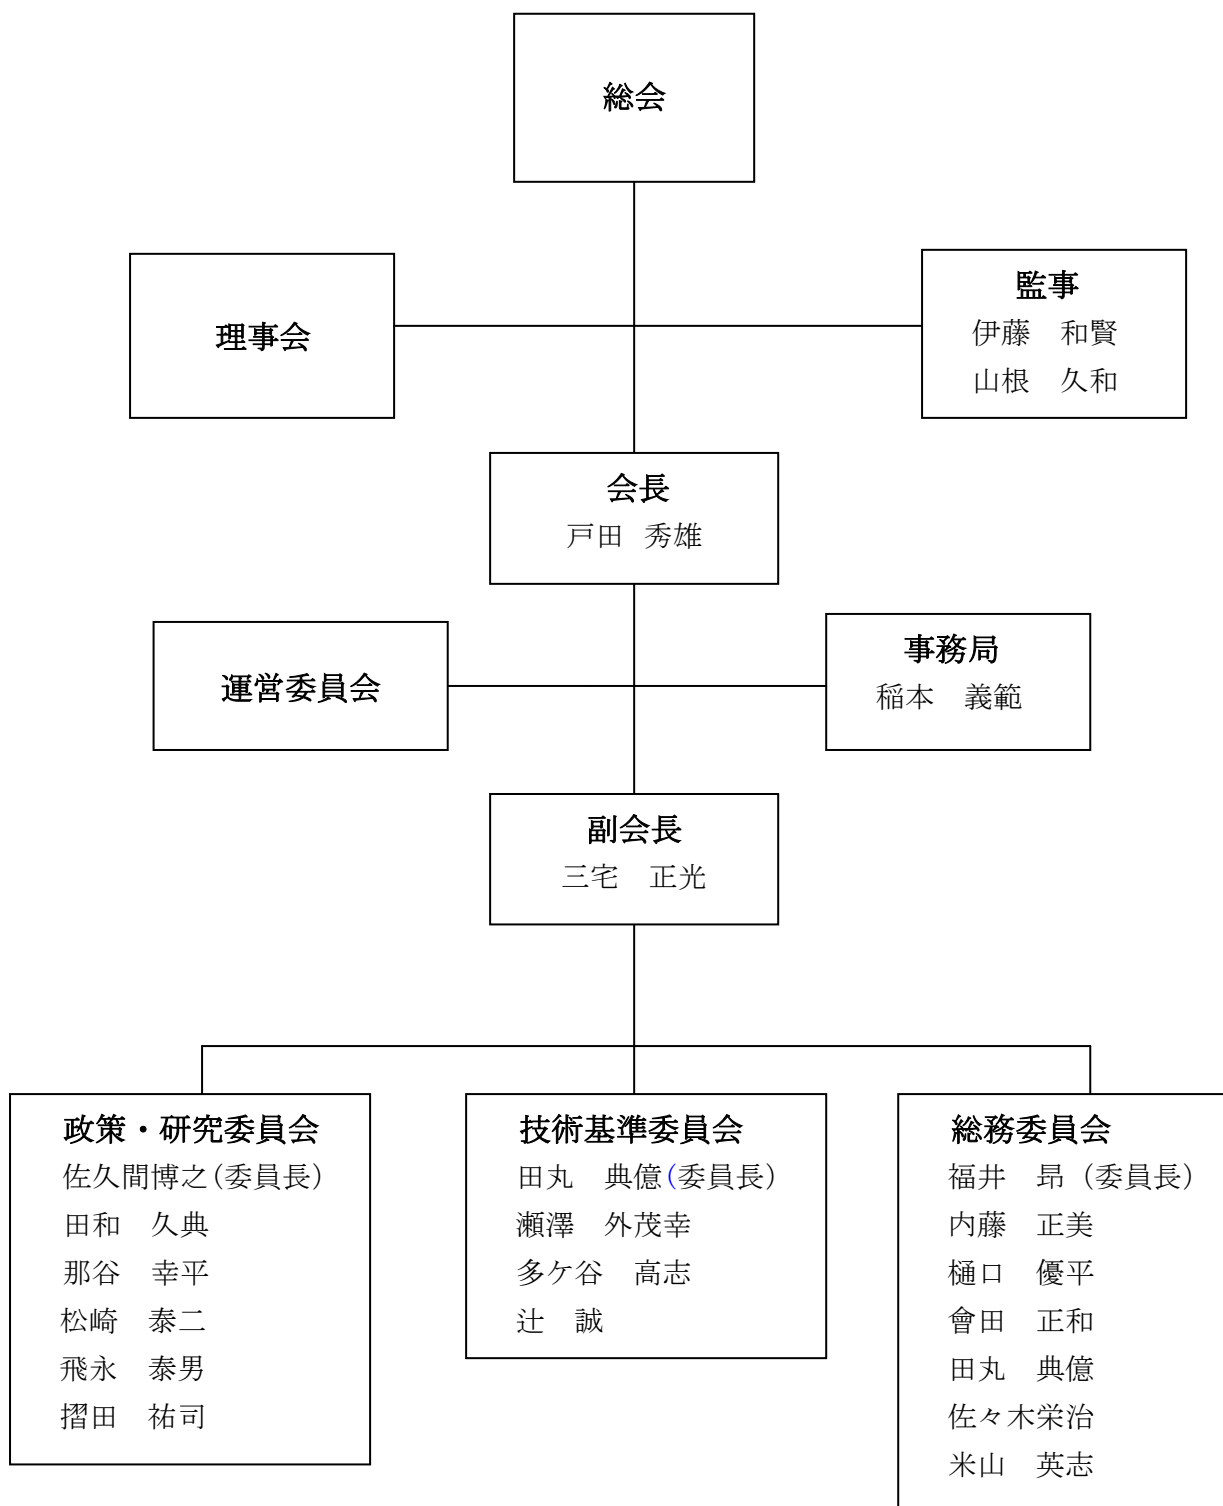 総会
理事会
監事
伊藤　和賢
山根　久和
会長
戸田　秀雄
運営委員会
事務局
稲本　義範
副会長
三宅　正光
政策・研究委員会
佐久間博之(委員長)
田和　久典
那谷　幸平
松崎　泰二
飛永　泰男
摺田　祐司
技術基準委員会
田丸　典億(委員長)
瀬澤　外茂幸
多ケ谷　高志
辻　誠
総務委員会
福井　昂 (委員長)
内藤　正美
樋口　優平
會田　正和
田丸　典億
佐々木栄治
米山　英志